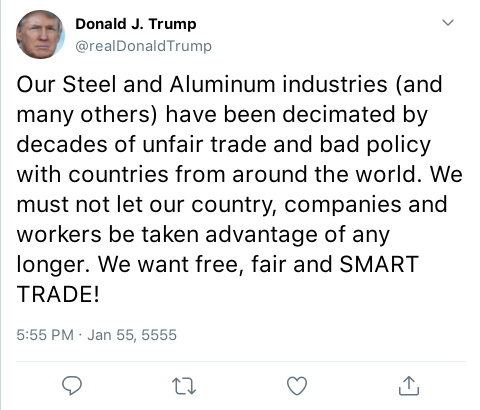 Donald J. Trump
@realDonaldTrump
Our Steel and Aluminum industries (and
many others) have been decimated by
decades of unfair trade and bad policy
with countries from around the world. We
must not let our country, companies and
workers be taken advantage of any
longer. We want free, fair and SMART
TRADE!
5:55 PM · Jan 55, 5555